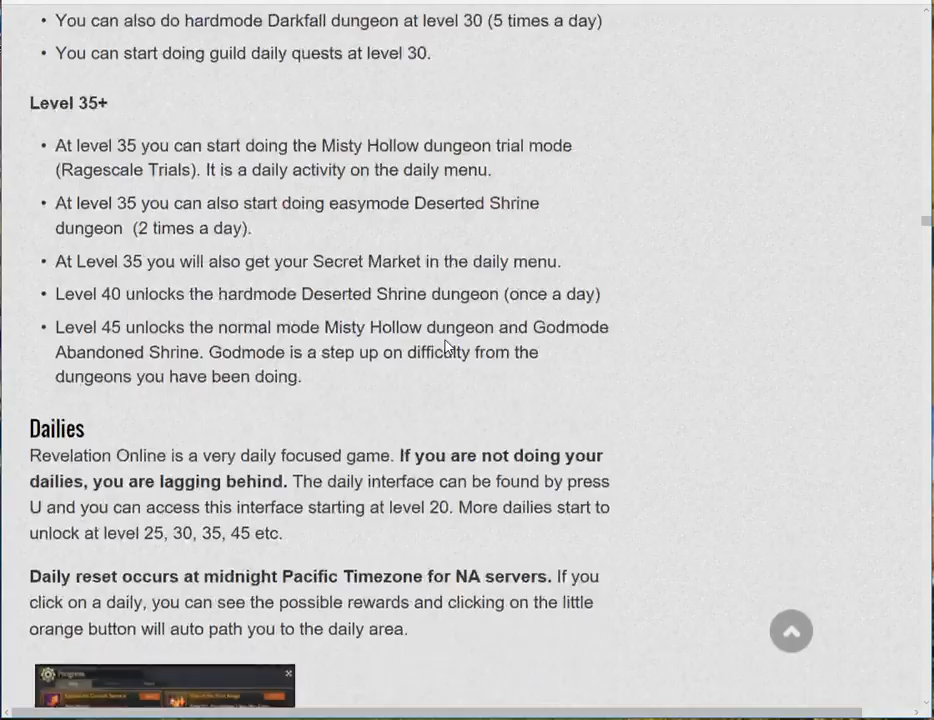 • You can also do hardmode Darkfall dungeon at level 30 (5 times a day)
• You can start doing guild daily quests at level 30.
Level 35+
• At level 35 you can start doing the Misty Hollow dungeon trial mode
(Ragescale Trials). It is a daily activity on the daily menu.
• At level 35 you can also start doing easymode Deserted Shrine
dungeon (2 times a day).
• At Level 35 you will also get your Secret Market in the daily menu.
• Level 40 unlocks the hardmode Deserted Shrine dungeon (once a day)
• Level 45 unlocks the normal mode Misty Hollow dungeon and Godmode
Abandoned Shrine. Godmode is a step up on difficulty from the
dungeons you have been doing.
Dailies
Revelation Online is a very daily focused game. If you are not doing your
dailies, you are lagging behind. The daily interface can be found by press
U and you can access this interface starting at level 20. More dailies start to
unlock at level 25, 30, 35, 45 etc.
Daily reset occurs at midnight Pacific Timezone for NA servers. If you
click on a daily, you can see the possible rewards and clicking on the little
orange button will auto path you to the daily area.
Progress